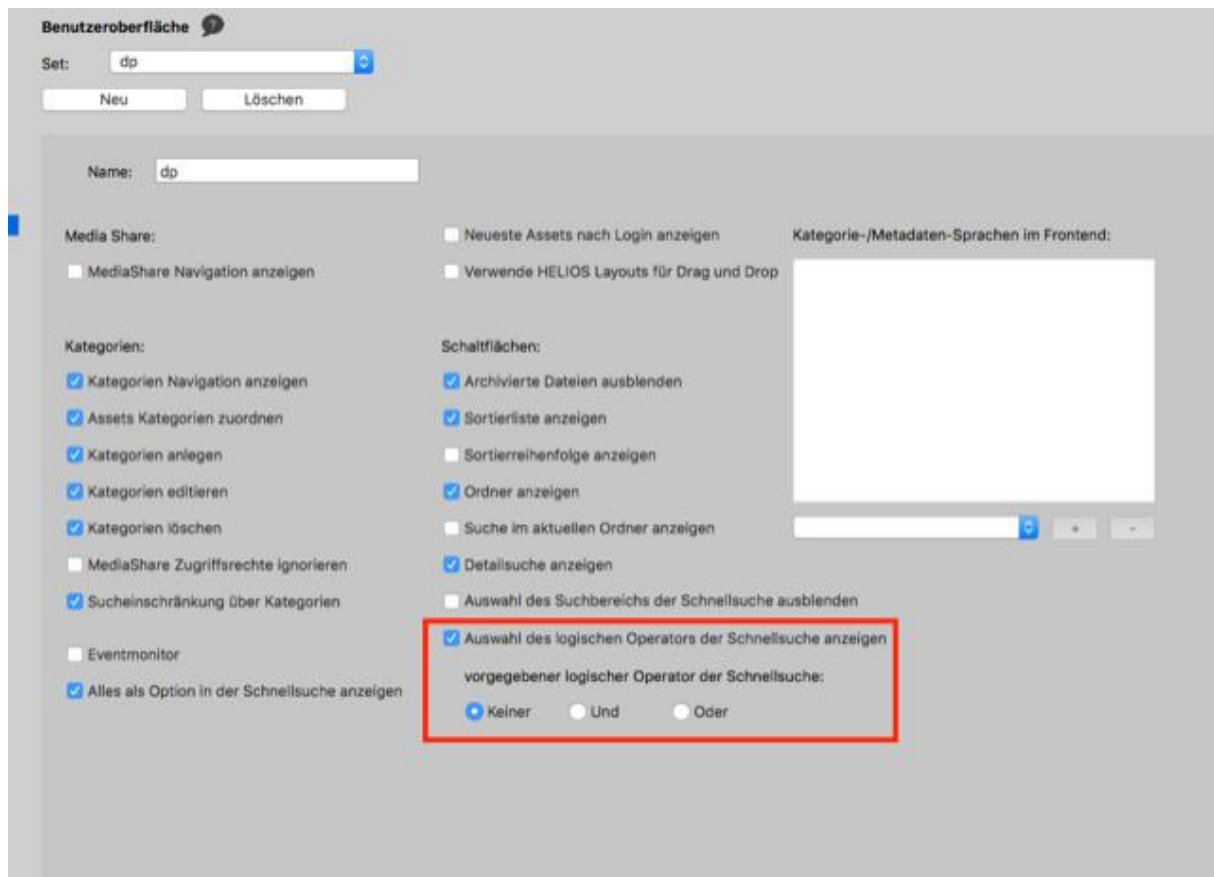 Benutzeroberfläche ?
Set: dp
Neu Löschen
Name: dp
Media Share:
MediaShare Navigation anzeigen
Kategorien:
Kategorien Navigation anzeigen
Assets Kategorien zuordnen
Kategorien anlegen
Kategorien editieren
Kategorien löschen
MediaShare Zugriffsrechte ignorieren
Sucheinschränkung über Kategorien
Eventmonitor
Alles als Option in der Schnellsuche anzeigen
Neueste Assets nach Login anzeigen
Verwende HELIOS Layouts für Drag und Drop
Schaltflächen:
Archivierte Dateien ausblenden
Sortierliste anzeigen
Sortierreihenfolge anzeigen
Ordner anzeigen
Suche im aktuellen Ordner anzeigen
Detailsuche anzeigen
Auswahl des Suchbereichs der Schnellsuche ausblenden
Auswahl des logischen Operators der Schnellsuche anzeigen
vorgegebener logischer Operator der Schnellsuche:
Keiner Und Oder
Kategorie-/Metadaten-Sprachen im Frontend:
+ -